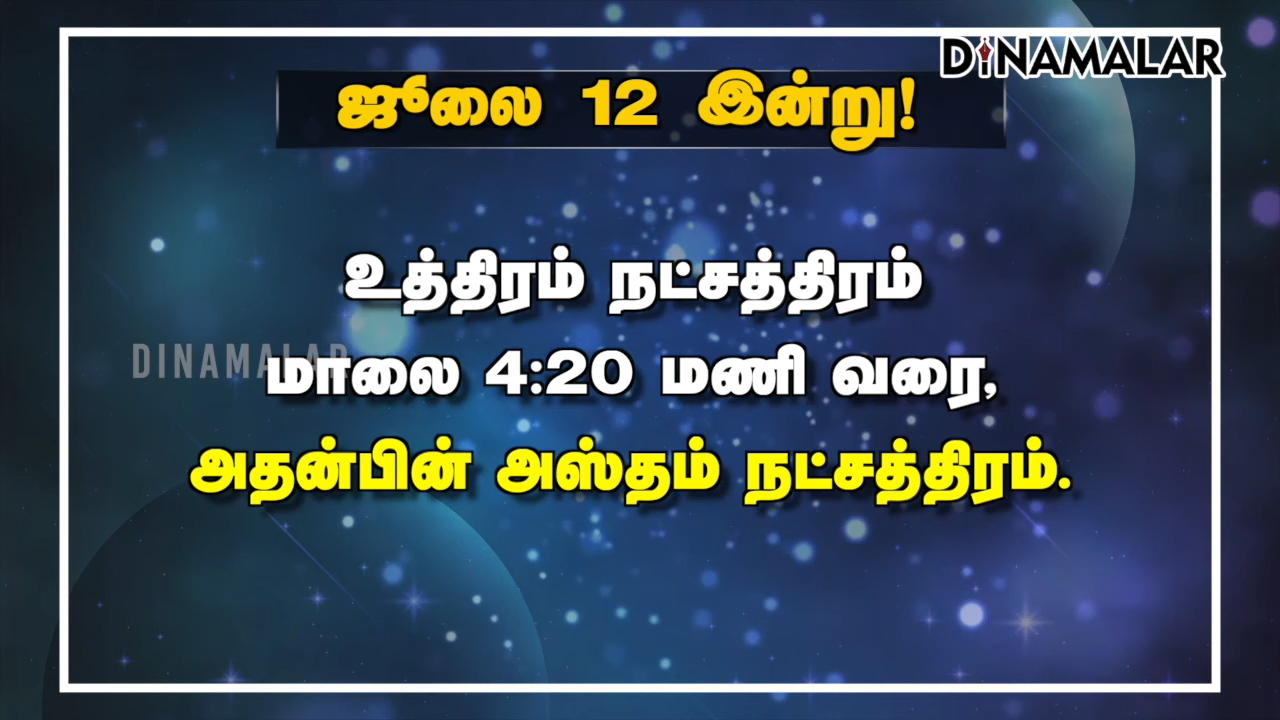 DINAMALAR
ஜூலை 12 இன்று!
உத்திரம் நட்சத்திரம்
DINAMALAR
மாலை 4:20 மணி வரை,
அதன்பின் அஸ்தம் நட்சத்திரம்.